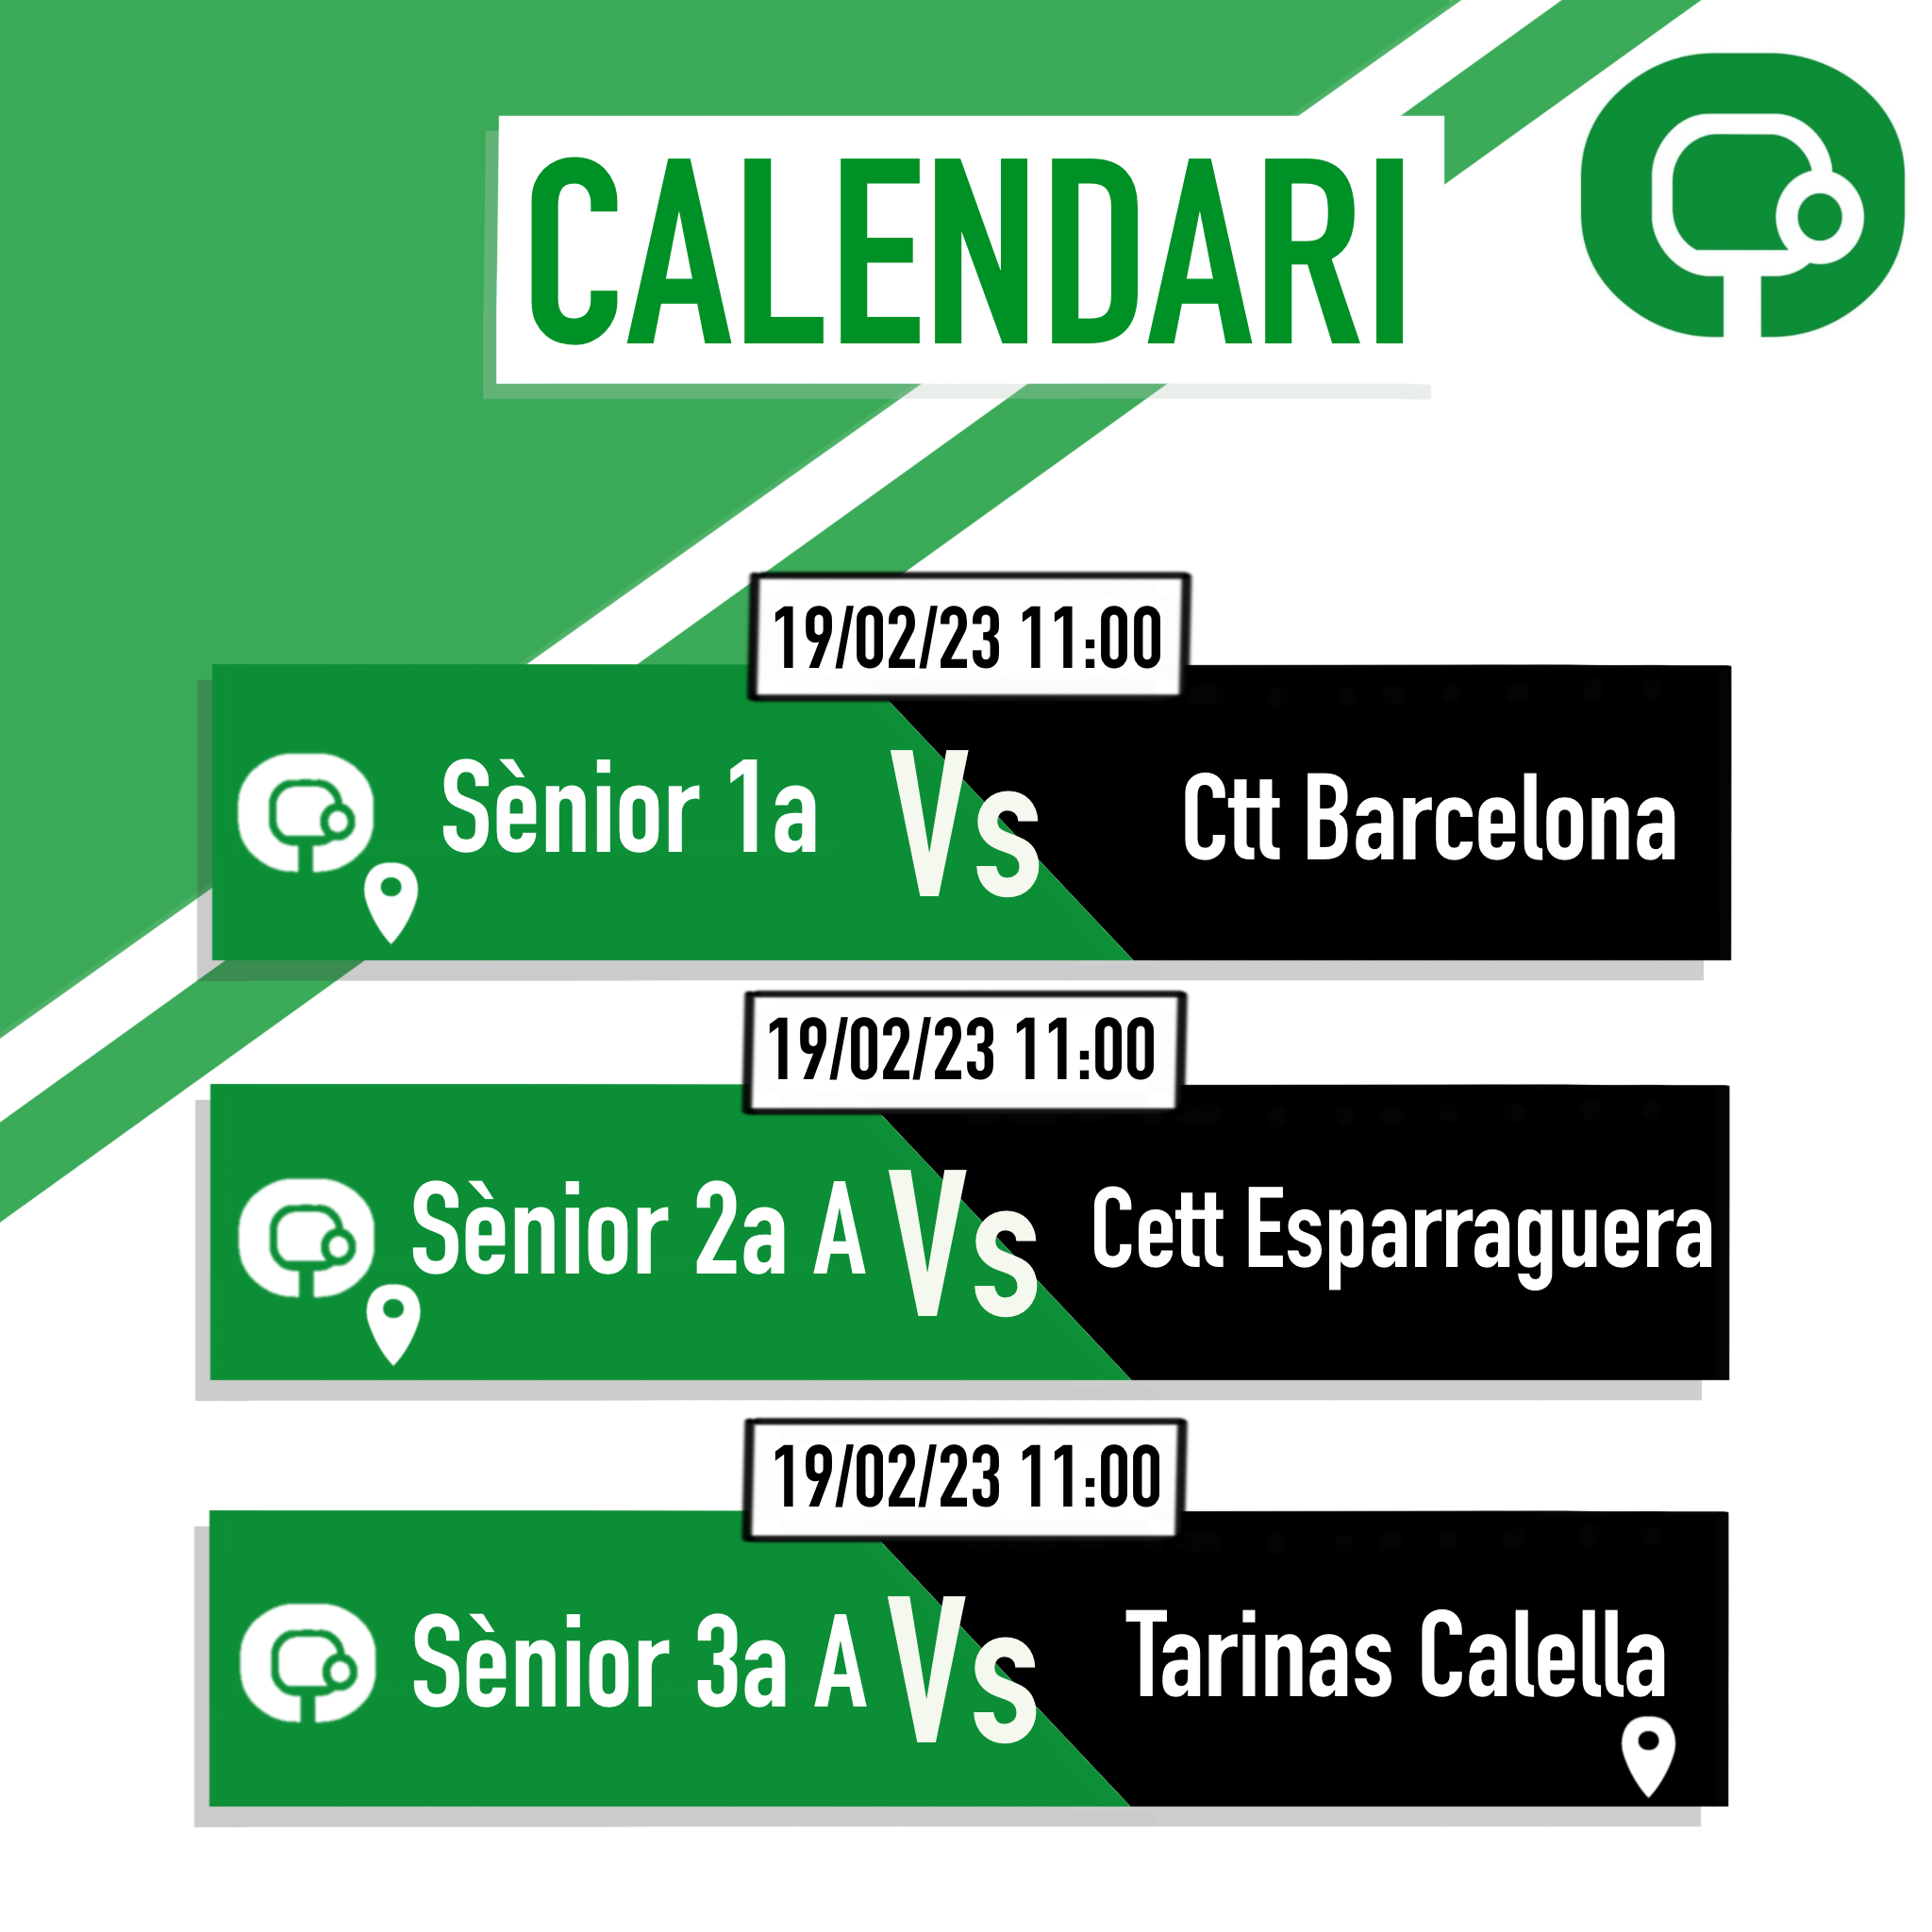 CALENDARI
19/02/23 11:00
Sènior 1a Vs Ctt Barcelona
19/02/23 11:00
Sènior 2a A Vs Cett Esparraguera
19/02/23 11:00
Sènior 3a A Vs Tarinas Calella